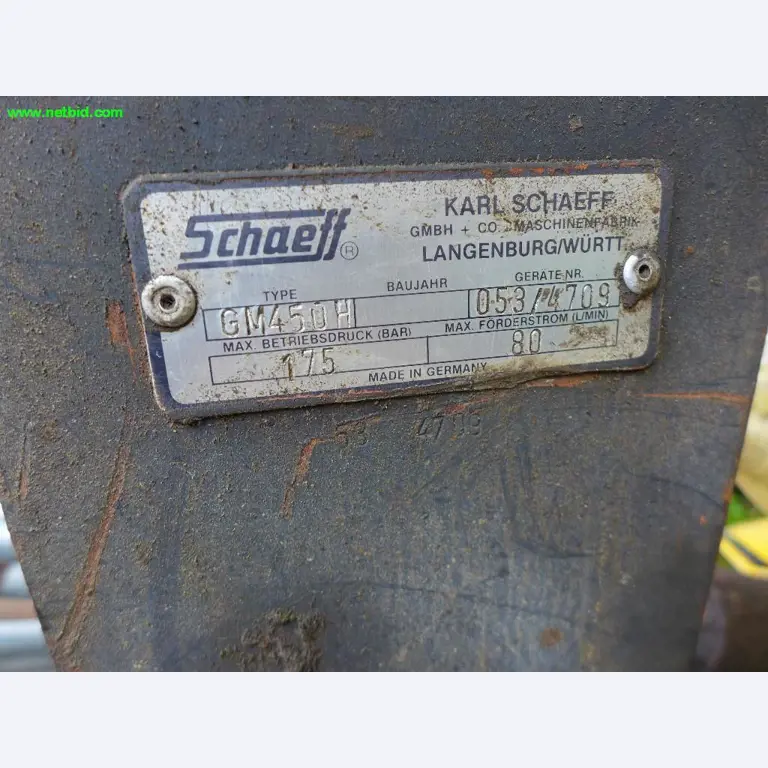 www.netbid.com
Schaeff ®
KARL SCHAEFF
GMBH + CO. MASCHINENFABRIK
LANGENBURG/WÜRTT.
TYPE BAUJAHR GERÄTE-NR.
GM450H 053/4709
MAX. BETRIEBSDRUCK (BAR) MAX. FÖRDERSTROM (L/MIN)
175 80
MADE IN GERMANY
53 4709